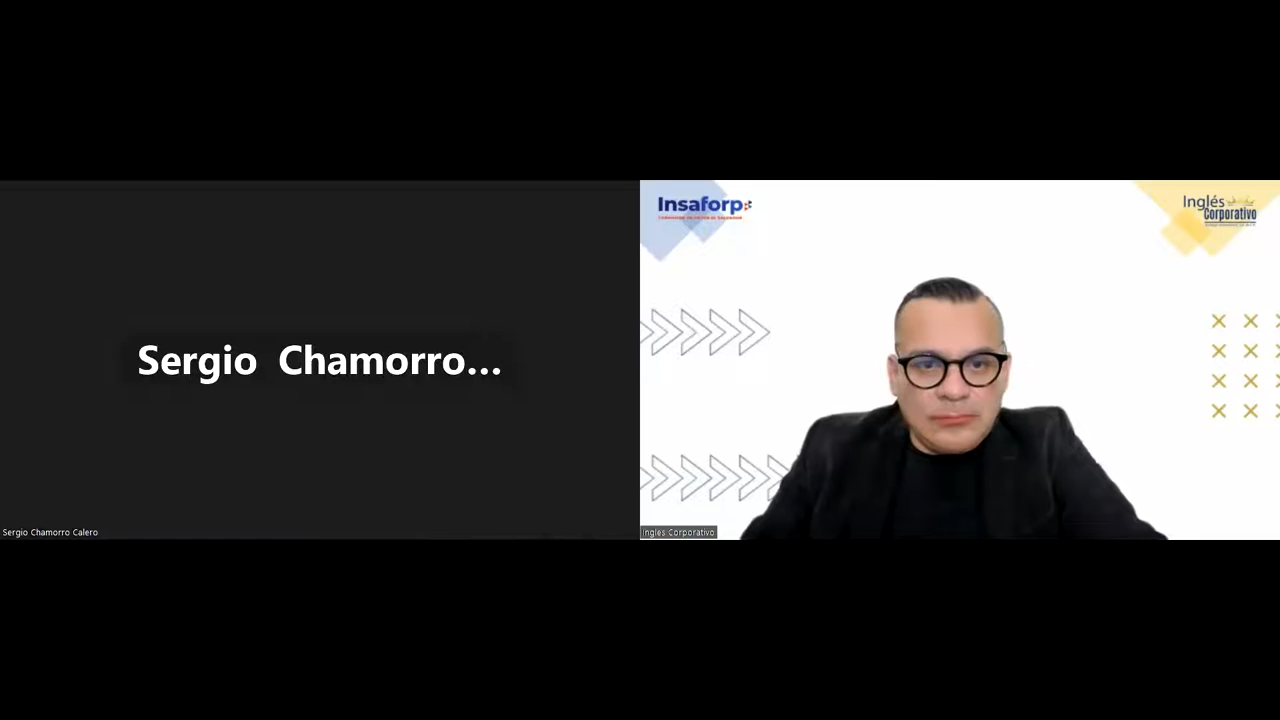 Sergio Chamorro...
Sergio Chamorro Calero
Insaforp
Inglés
Corporativo
Ingles Corporativo